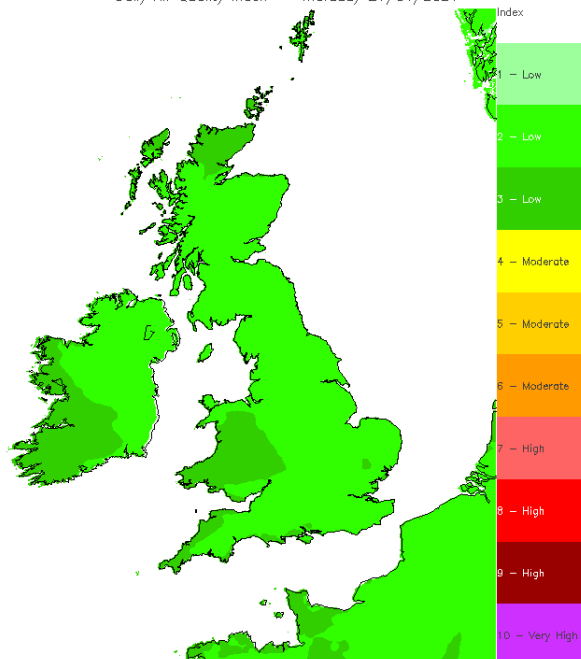 Index
1 - Low
2 - Low
3 - Low
4 - Moderate
5 - Moderate
6 - Moderate
7 - High
8 - High
9 - High
10 - Very High